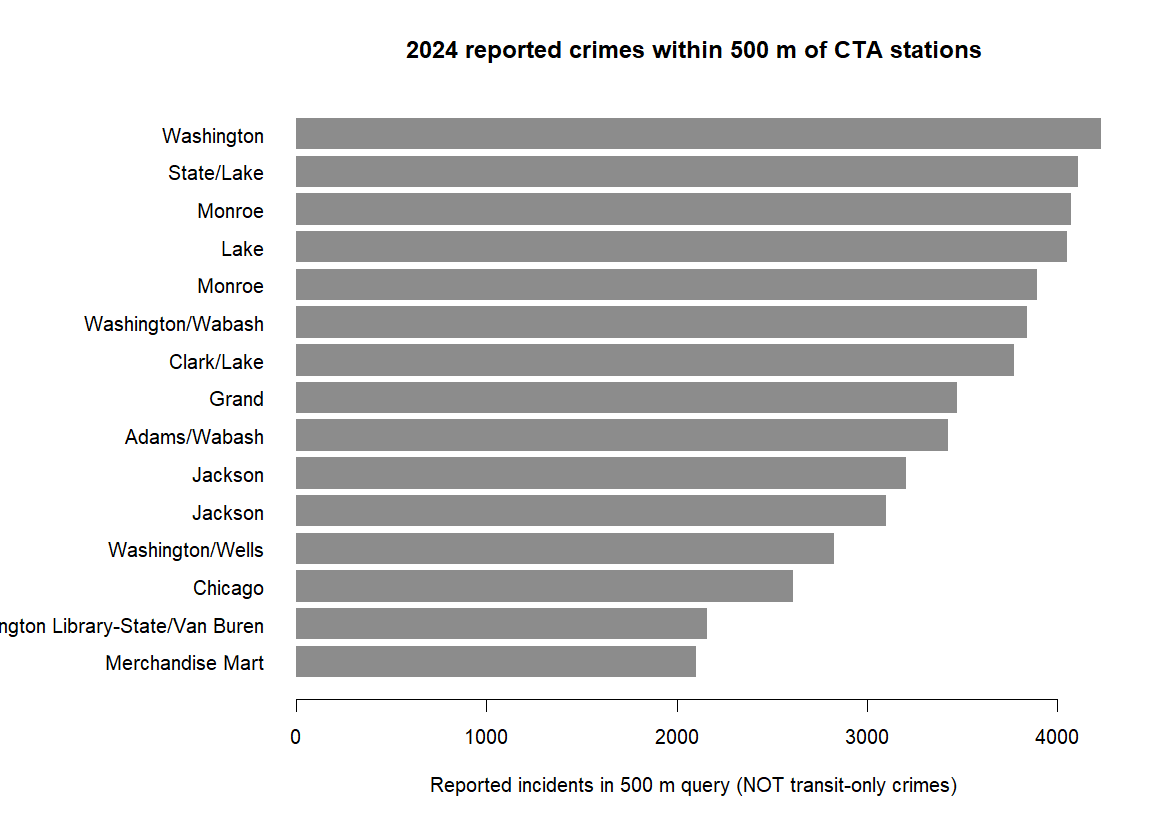 2024 reported crimes within 500 m of CTA stations
Washington
State/Lake
Monroe
Lake
Monroe
Washington/Wabash
Clark/Lake
Grand
Adams/Wabash
Jackson
Jackson
Washington/Wells
Chicago
ngton Library-State/Van Buren
Merchandise Mart
0 1000 2000 3000 4000
Reported incidents in 500 m query (NOT transit-only crimes)